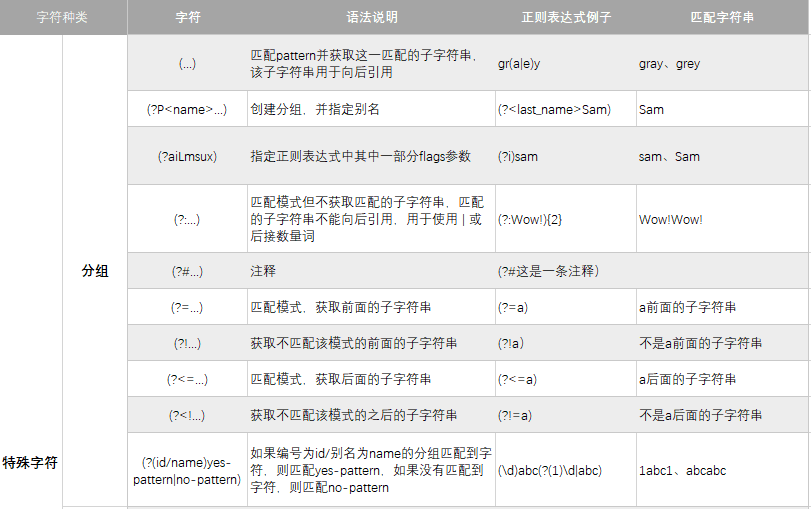 字符种类 字符 语法说明 正则表达式例子 匹配字符串
(...) 匹配pattern并获取这一匹配的子字符串，
该子字符串用于向后引用 gr(a|e)y gray、grey
(?P<name>...) 创建分组，并指定别名 (?<last_name>Sam) Sam
(?aiLmsux) 指定正则表达式中其中一部分flags参数 (?i)sam sam、Sam
(?:...) 匹配模式但不获取匹配的子字符串，匹配
的子字符串不能向后引用，用于使用 | 或
后接数量词 (?:Wow!){2} Wow!Wow!
分组
(?#...) 注释 (?#这是一条注释）
(?=...) 匹配模式，获取前面的子字符串 (?=a) a前面的子字符串
(?!...) 获取不匹配该模式的前面的子字符串 (?!a） 不是a前面的子字符串
(?<=...) 匹配模式，获取后面的子字符串 (?<=a) a后面的子字符串
(?<!...) 获取不匹配该模式的之后的子字符串 (?!=a) 不是a后面的子字符串
特殊字符
(?(id/name)yes-
pattern|no-pattern) 如果编号为id/别名为name的分组匹配到字
符，则匹配yes-pattern，如果没有匹配到
字符，则匹配no-pattern (\d)abc(?(1)\d|abc) 1abc1、abcabc